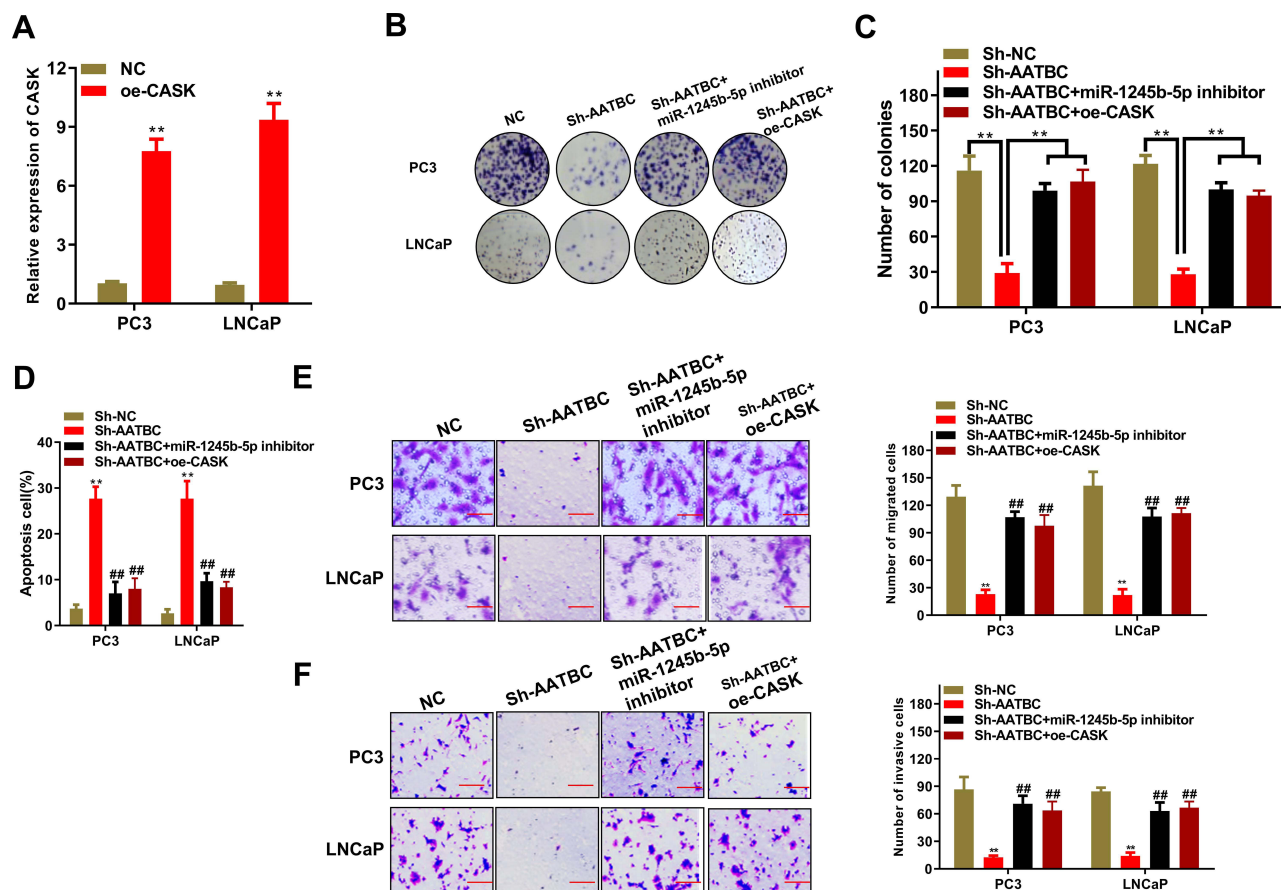 A
NC
oe-CASK
Relative expression of CASK
12
9
6
3
0
**
**
PC3
LNCaP
B
NC
Sh-AATBC
Sh-AATBC+
miR-1245b-5p inhibitor
Sh-AATBC+
oe-CASK
PC3
LNCaP
C
Sh-NC
Sh-AATBC
Sh-AATBC+miR-1245b-5p inhibitor
Sh-AATBC+oe-CASK
Number of colonies
180
150
120
90
60
30
0
**
**
**
**
PC3
LNCaP
D
Sh-NC
Sh-AATBC
Sh-AATBC+miR-1245b-5p inhibitor
Sh-AATBC+oe-CASK
Apoptosis cell(%)
40
30
20
10
0
**
##
##
**
##
##
PC3
LNCaP
E
NC
Sh-AATBC
Sh-AATBC+
miR-1245b-5p
inhibitor
Sh-AATBC+
oe-CASK
PC3
LNCaP
Sh-NC
Sh-AATBC
Sh-AATBC+miR-1245b-5p inhibitor
Sh-AATBC+oe-CASK
Number of migrated cells
180
150
120
90
60
30
0
**
##
##
**
##
##
PC3
LNCaP
F
NC
Sh-AATBC
Sh-AATBC+
miR-1245b-5p
inhibitor
Sh-AATBC+
oe-CASK
PC3
LNCaP
Sh-NC
Sh-AATBC
Sh-AATBC+miR-1245b-5p inhibitor
Sh-AATBC+oe-CASK
Number of invasive cells
180
150
120
90
60
30
0
**
##
##
**
##
##
PC3
LNCaP